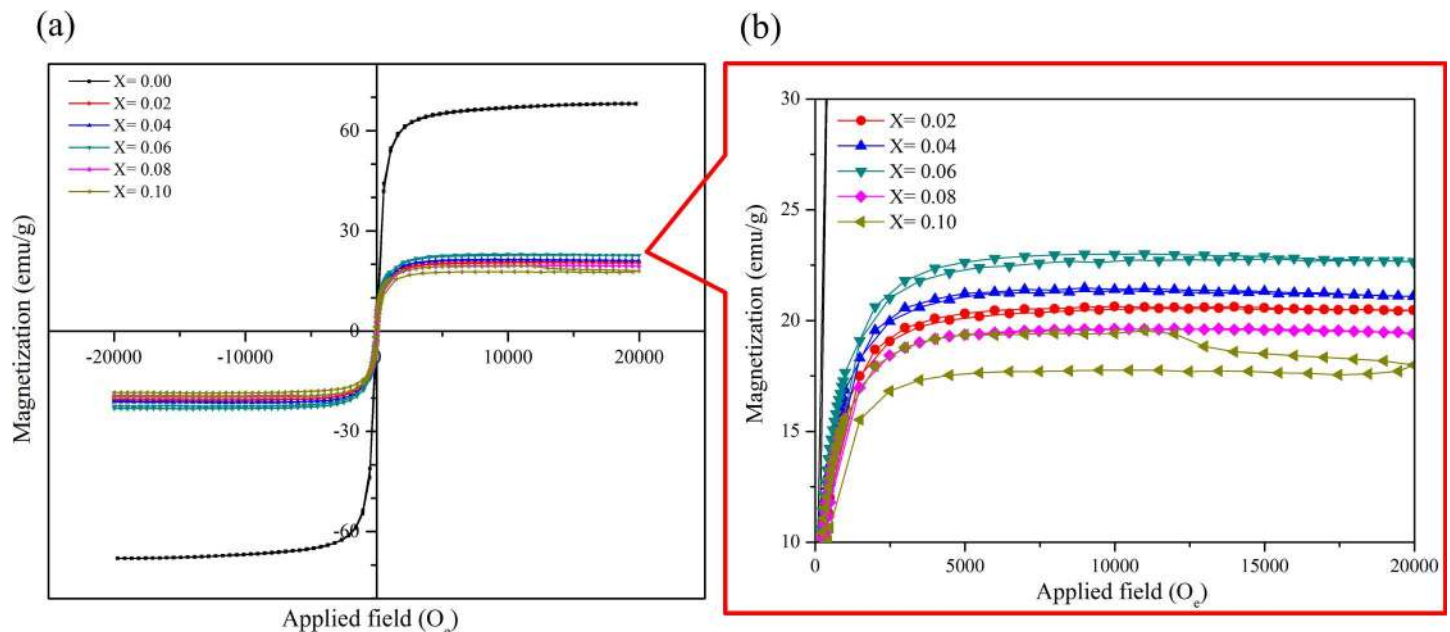 (a)
X= 0.00
X= 0.02
X= 0.04
X= 0.06
X= 0.08
X= 0.10
60
30
0
-30
-60
-20000
-10000
10000
20000
Magnetization (emu/g)
Applied field (Oe)
(b)
X= 0.02
X= 0.04
X= 0.06
X= 0.08
X= 0.10
30
25
20
15
10
0
5000
10000
15000
20000
Magnetization (emu/g)
Applied field (Oe)